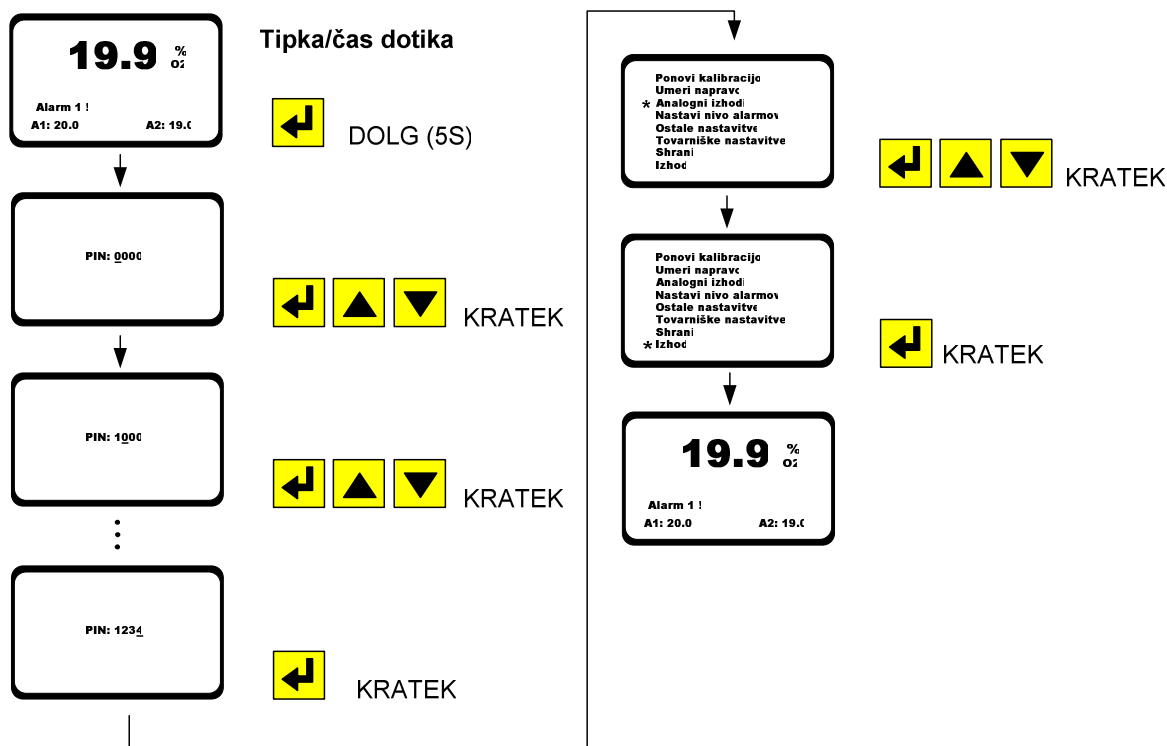 19.9 %
O2
Alarm 1 !
A1: 20.0 A2: 19.0
Tipka/čas dotika
DOLG (5S)
PIN: 0000
KRATEK
PIN: 1000
KRATEK
PIN: 1234
KRATEK
Ponovi kalibracijo
Umeri napravo
* Analogni izhodi
Nastavi nivo alarmov
Ostale nastavitve
Tovarniške nastavitve
Shrani
Izhod
KRATEK
Ponovi kalibracijo
Umeri napravo
Analogni izhodi
Nastavi nivo alarmov
Ostale nastavitve
Tovarniške nastavitve
Shrani
* Izhod
KRATEK
19.9 %
O2
Alarm 1 !
A1: 20.0 A2: 19.0